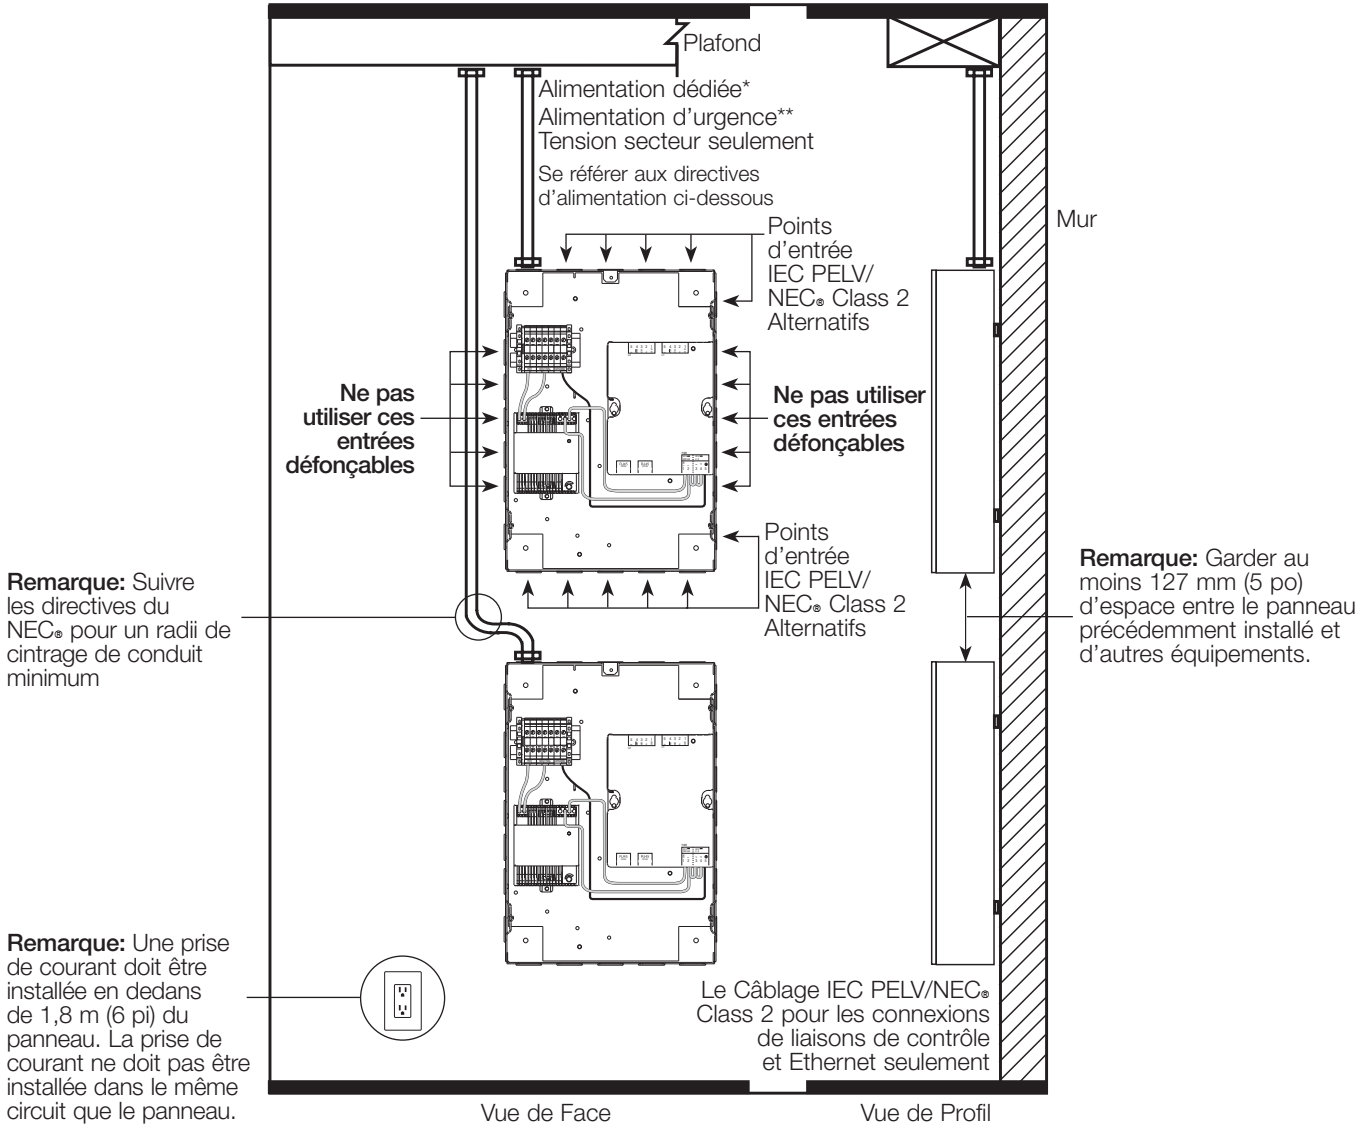 Plafond
Alimentation dédiée*
Alimentation d'urgence**
Tension secteur seulement
Se référer aux directives
d'alimentation ci-dessous
Mur
Points
d'entrée
IEC PELV/
NEC® Class 2
Alternatifs
Ne pas
utiliser ces
entrées
défonçables
Ne pas utiliser
ces entrées
défonçables
Points
d'entrée
IEC PELV/
NEC® Class 2
Alternatifs
Remarque: Garder au
moins 127 mm (5 po)
d'espace entre le panneau
précédemment installé et
d'autres équipements.
Remarque: Suivre
les directives du
NEC® pour un radii de
cintrage de conduit
minimum
Remarque: Une prise
de courant doit être
installée en dedans
de 1,8 m (6 pi) du
panneau. La prise de
courant ne doit pas être
installée dans le même
circuit que le panneau.
Le Câblage IEC PELV/NEC®
Class 2 pour les connexions
de liaisons de contrôle
et Ethernet seulement
Vue de Face
Vue de Profil